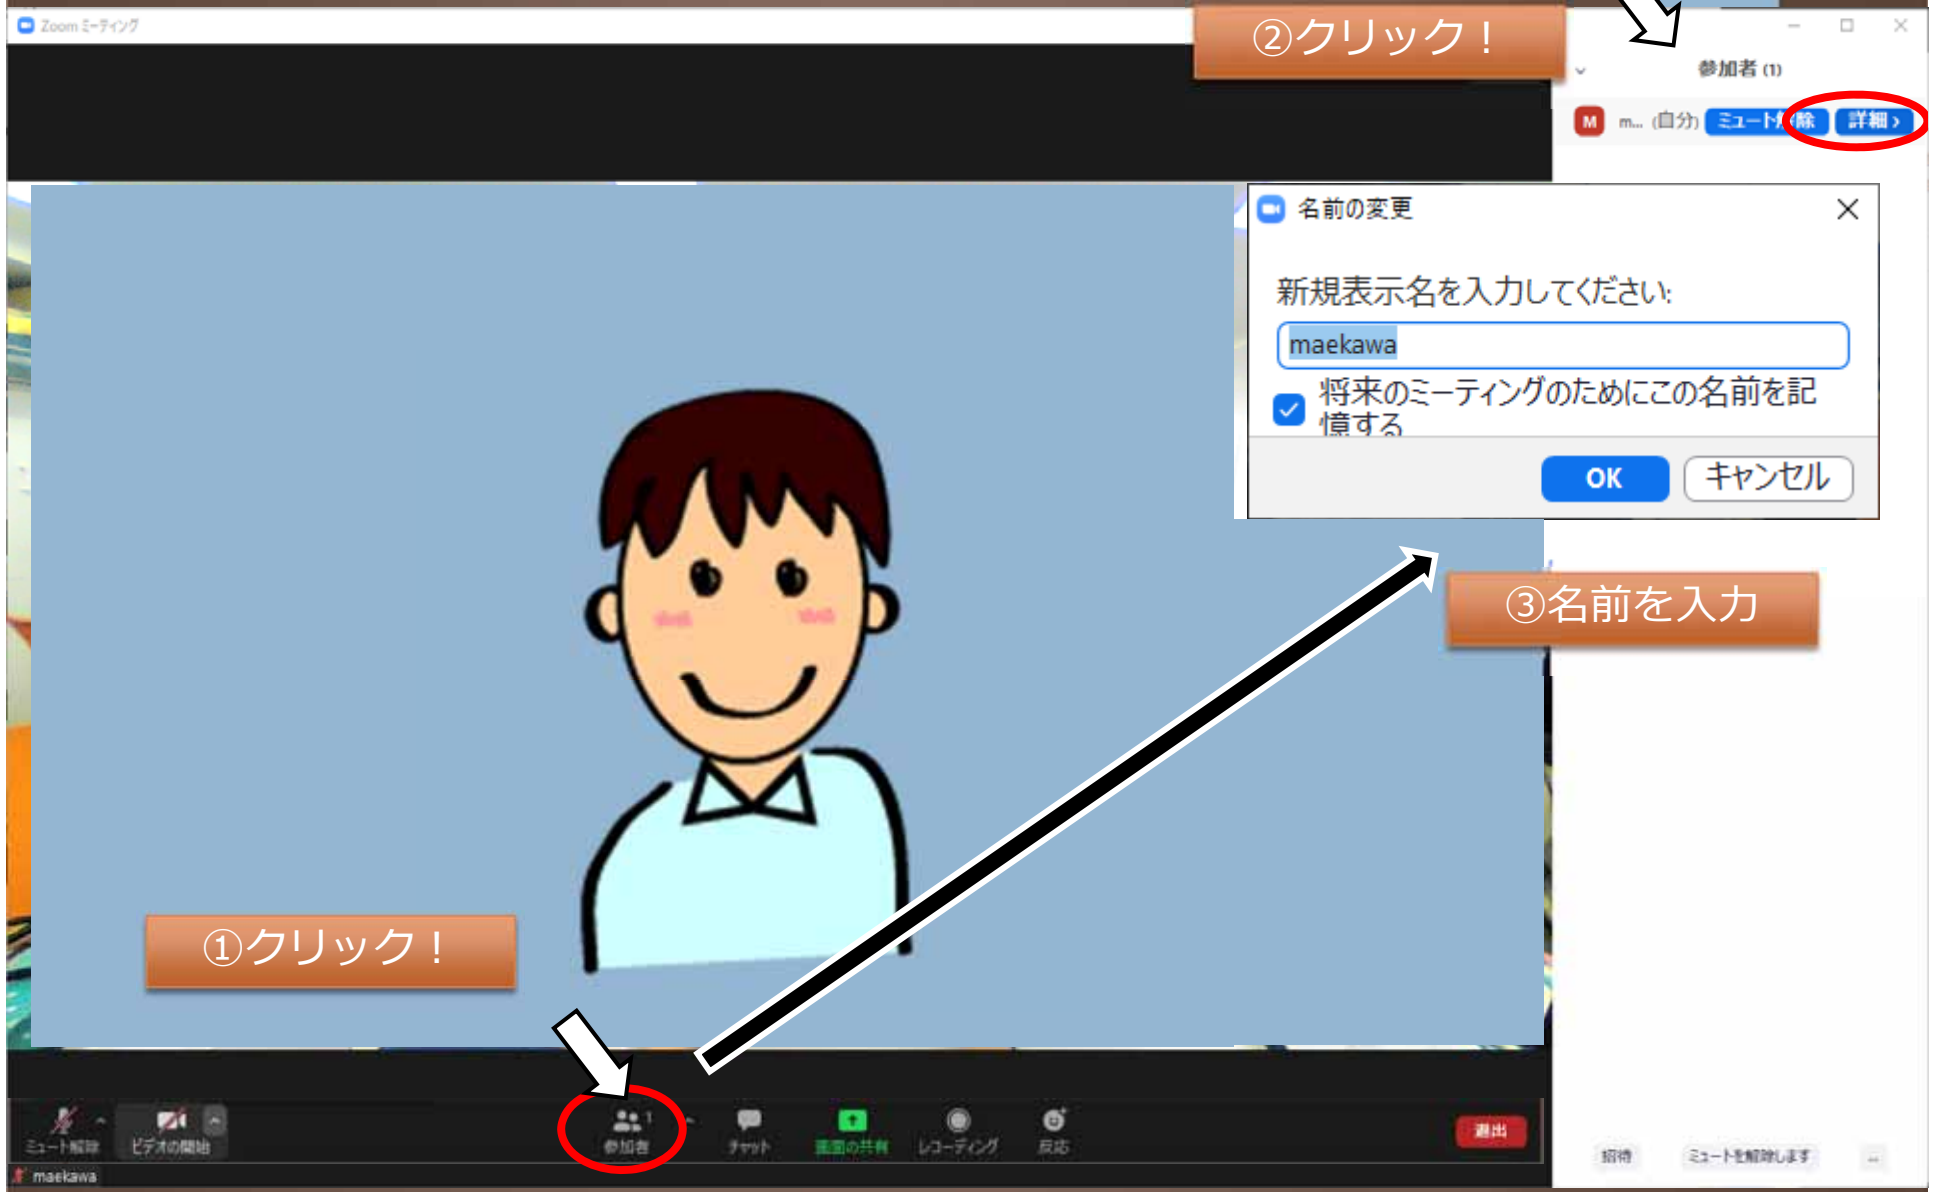 Zoom ミーティング
②クリック！
参加者 (1)
M m... (自分) ミュート解除 詳細 ›
名前の変更
新規表示名を入力してください:
maekawa
将来のミーティングのためにこの名前を記
憶する
OK キャンセル
③名前を入力
①クリック！
ミュート解除 ビデオの開始 参加者 1 チャット 画面の共有 レコーディング 反応 退出
maekawa
招待 ミュートを解除します ...